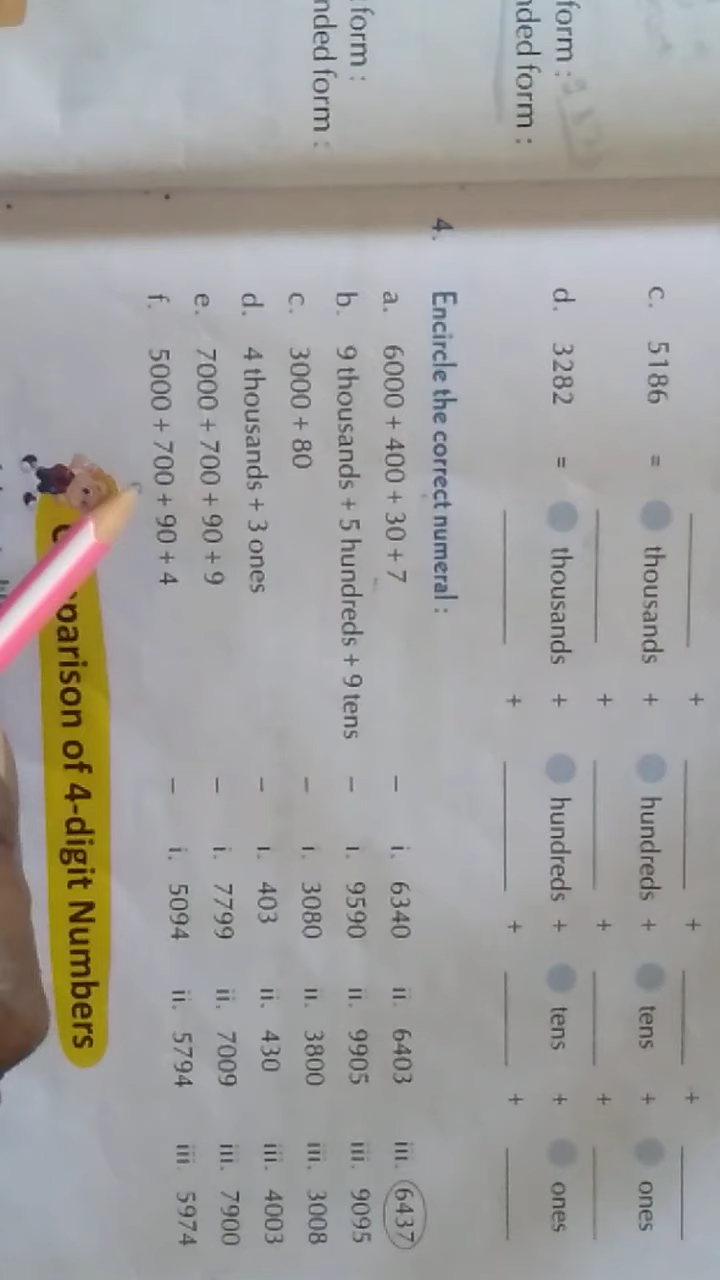 form :
nded form :
form :
nded form :
+ + +
c. 5186 = thousands + hundreds + tens + ones
+ + +
d. 3282 = thousands + hundreds + tens + ones
+ + +
4. Encircle the correct numeral :
a. 6000 + 400 + 30 + 7 – i. 6340 ii. 6403 iii. 6437
b. 9 thousands + 5 hundreds + 9 tens – i. 9590 ii. 9905 iii. 9095
c. 3000 + 80 – i. 3080 ii. 3800 iii. 3008
d. 4 thousands + 3 ones – i. 403 ii. 430 iii. 4003
e. 7000 + 700 + 90 + 9 – i. 7799 ii. 7009 iii. 7900
f. 5000 + 700 + 90 + 4 – i. 5094 ii. 5794 iii. 5974
parison of 4-digit Numbers